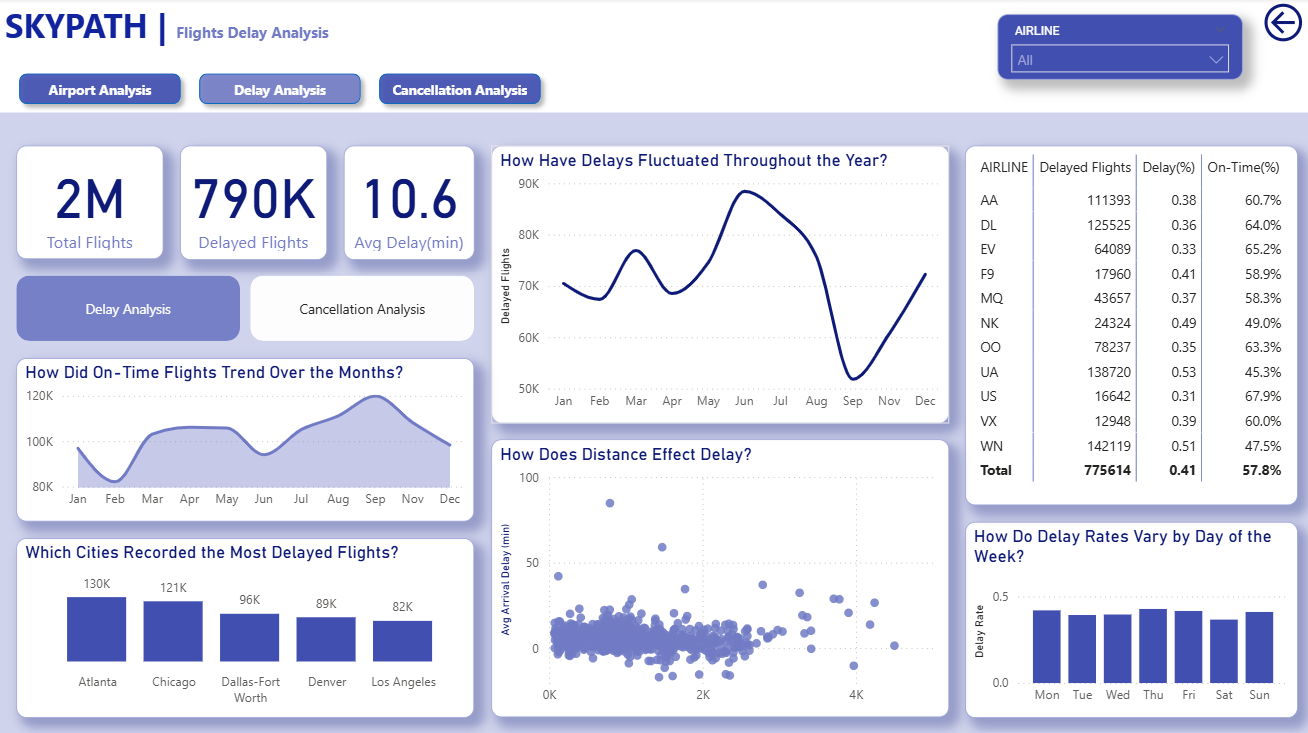 SKYPATH | Flights Delay Analysis
AIRLINE
All
Airport Analysis
Delay Analysis
Cancellation Analysis
2M
Total Flights
790K
Delayed Flights
10.6
Avg Delay(min)
Delay Analysis
Cancellation Analysis
How Did On-Time Flights Trend Over the Months?
120K
100K
80K
Jan Feb Mar Apr May Jun Jul Aug Sep Nov Dec
Which Cities Recorded the Most Delayed Flights?
130K 121K 96K 89K 82K
Atlanta Chicago Dallas-Fort Denver Los Angeles
Worth
How Have Delays Fluctuated Throughout the Year?
Delayed Flights
90K
80K
70K
60K
50K
Jan Feb Mar Apr May Jun Jul Aug Sep Nov Dec
How Does Distance Effect Delay?
Avg Arrival Delay (min)
100
50
0
0K 2K 4K
AIRLINE Delayed Flights Delay(%) On-Time(%)
AA 111393 0.38 60.7%
DL 125525 0.36 64.0%
EV 64089 0.33 65.2%
F9 17960 0.41 58.9%
MQ 43657 0.37 58.3%
NK 24324 0.49 49.0%
OO 78237 0.35 63.3%
UA 138720 0.53 45.3%
US 16642 0.31 67.9%
VX 12948 0.39 60.0%
WN 142119 0.51 47.5%
Total 775614 0.41 57.8%
How Do Delay Rates Vary by Day of the
Week?
Delay Rate
0.5
0.0
Mon Tue Wed Thu Fri Sat Sun